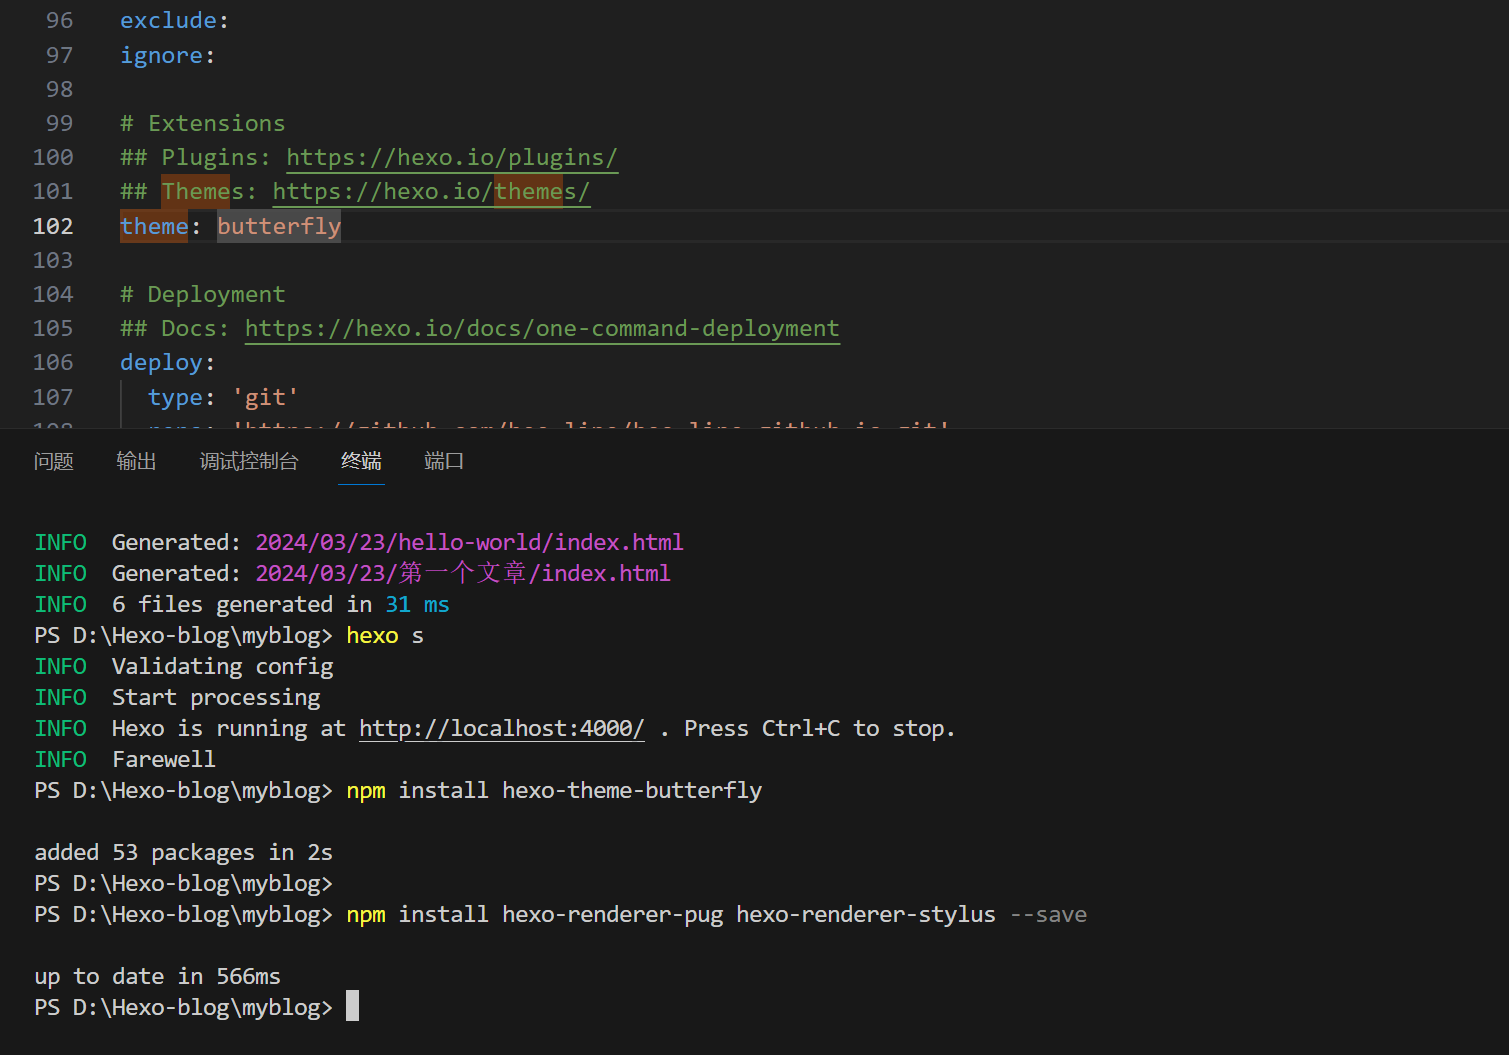 96 exclude:
97 ignore:
98
99 # Extensions
100 ## Plugins: https://hexo.io/plugins/
101 ## Themes: https://hexo.io/themes/
102 theme: butterfly
103
104 # Deployment
105 ## Docs: https://hexo.io/docs/one-command-deployment
106 deploy:
107 type: 'git'
问题 输出 调试控制台 终端 端口
INFO Generated: 2024/03/23/hello-world/index.html
INFO Generated: 2024/03/23/第一个文章/index.html
INFO 6 files generated in 31 ms
PS D:\Hexo-blog\myblog> hexo s
INFO Validating config
INFO Start processing
INFO Hexo is running at http://localhost:4000/ . Press Ctrl+C to stop.
INFO Farewell
PS D:\Hexo-blog\myblog> npm install hexo-theme-butterfly
added 53 packages in 2s
PS D:\Hexo-blog\myblog>
PS D:\Hexo-blog\myblog> npm install hexo-renderer-pug hexo-renderer-stylus --save
up to date in 566ms
PS D:\Hexo-blog\myblog>